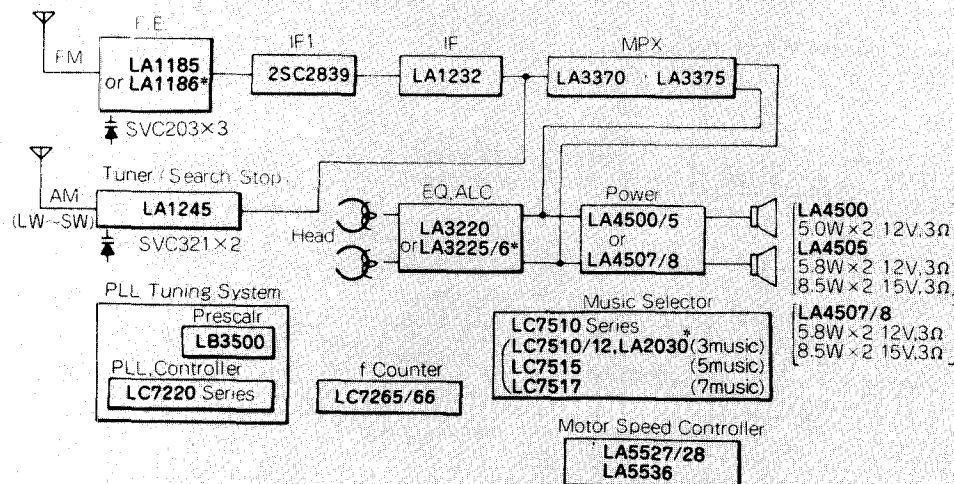 F.E.
IF1
IF
MPX
FM
LA1185
or LA1186*
2SC2839
LA1232
LA3370 · LA3375
SVC203×3
Tuner (Search Stop)
AM
(LW~SW)
LA1245
SVC321×2
Head
EQ, ALC
LA3220
or LA3225/6*
Power
LA4500/5
or
LA4507/8
LA4500
5.0W×2 12V,3Ω
LA4505
5.8W×2 12V,3Ω
8.5W×2 15V,3Ω
LA4507/8
5.8W×2 12V,3Ω
8.5W×2 15V,3Ω
PLL Tuning System
Prescalr
LB3500
PLL, Controller
LC7220 Series
f Counter
LC7265/66
Music Selector
LC7510 Series
LC7510/12,LA2030* (3music)
LC7515 (5music)
LC7517 (7music)
Motor Speed Controller
LA5527/28
LA5536